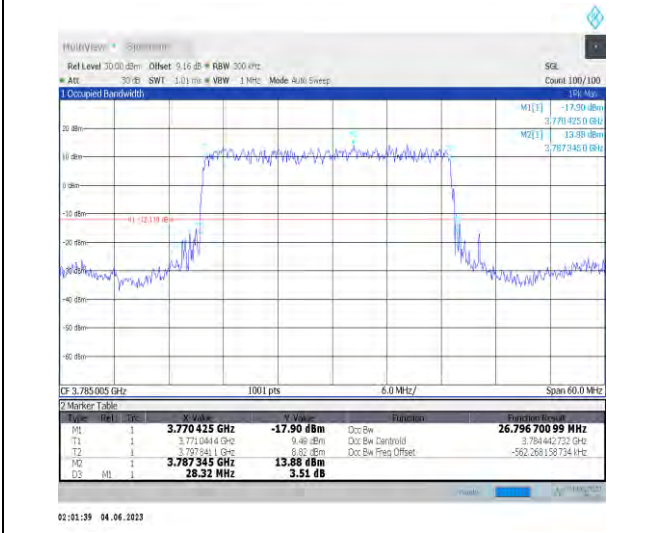 MultiView Spectrum
Ref Level 30.00 dBm Offset 9.16 dB RBW 300 kHz SGL
Att 30 dB SWT 1.01 ms VBW 1 MHz Mode Auto Sweep Count 100/100
1 Occupied Bandwidth 1Pk Max
M1[1] -17.90 dBm
3.770 425 0 GHz
M2[1] 13.88 dBm
3.787 345 0 GHz
20 dBm
10 dBm
0 dBm
-10 dBm
-20 dBm
-30 dBm
-40 dBm
-50 dBm
-60 dBm
CF 3.785 005 GHz 1001 pts 6.0 MHz/ Span 60.0 MHz
2 Marker Table
Type Ref Trc X Value Y Value Function Function Result
M1 1 3.770 425 GHz -17.90 dBm Occ Bw 26.796 700 99 MHz
T1 1 3.771 044 4 GHz 9.49 dBm Occ Bw Centroid 3.784 442 732 GHz
T2 1 3.797 841 1 GHz 8.82 dBm Occ Bw Freq Offset -562.268 158 734 kHz
M2 1 3.787 345 GHz 13.88 dBm
D3 M1 1 28.32 MHz 3.51 dB
02:01:39 04.06.2023